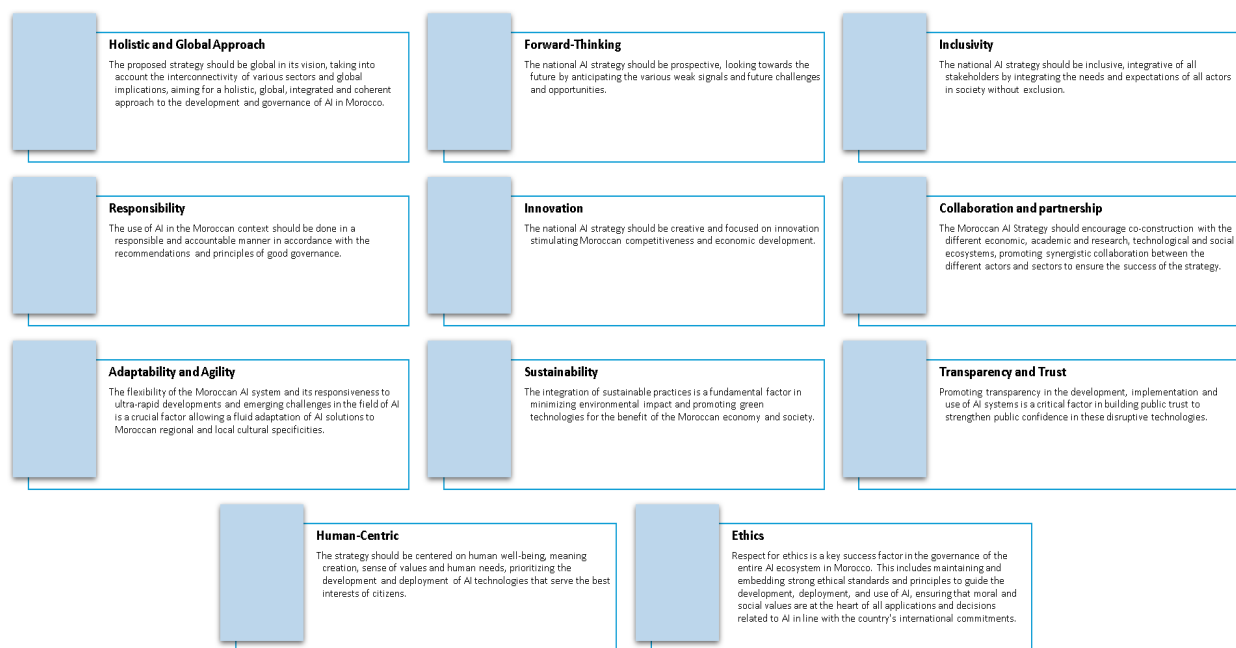 Holistic and Global Approach
The proposed strategy should be global in its vision, taking into
account the interconnectivity of various sectors and global
implications, aiming for a holistic, global, integrated and coherent
approach to the development and governance of AI in Morocco.
Forward-Thinking
The national AI strategy should be prospective, looking towards the
future by anticipating the various weak signals and future challenges
and opportunities.
Inclusivity
The national AI strategy should be inclusive, integrative of all
stakeholders by integrating the needs and expectations of all actors
in society without exclusion.
Responsibility
The use of AI in the Moroccan context should be done in a
responsible and accountable manner in accordance with the
recommendations and principles of good governance.
Innovation
The national AI strategy should be creative and focused on innovation
stimulating Moroccan competitiveness and economic development.
Collaboration and partnership
The Moroccan AI Strategy should encourage co-construction with the
different economic, academic and research, technological and social
ecosystems, promoting synergistic collaboration between the
different actors and sectors to ensure the success of the strategy.
Adaptability and Agility
The flexibility of the Moroccan AI system and its responsiveness to
ultra-rapid developments and emerging challenges in the field of AI
is a crucial factor allowing a fluid adaptation of AI solutions to
Moroccan regional and local cultural specificities.
Sustainability
The integration of sustainable practices is a fundamental factor in
minimizing environmental impact and promoting green
technologies for the benefit of the Moroccan economy and society.
Transparency and Trust
Promoting transparency in the development, implementation and
use of AI systems is a critical factor in building public trust to
strengthen public confidence in these disruptive technologies.
Human-Centric
The strategy should be centered on human well-being, meaning
creation, sense of values and human needs, prioritizing the
development and deployment of AI technologies that serve the best
interests of citizens.
Ethics
Respect for ethics is a key success factor in the governance of the
entire AI ecosystem in Morocco. This includes maintaining and
embedding strong ethical standards and principles to guide the
development, deployment, and use of AI, ensuring that moral and
social values are at the heart of all applications and decisions
related to AI in line with the country's international commitments.